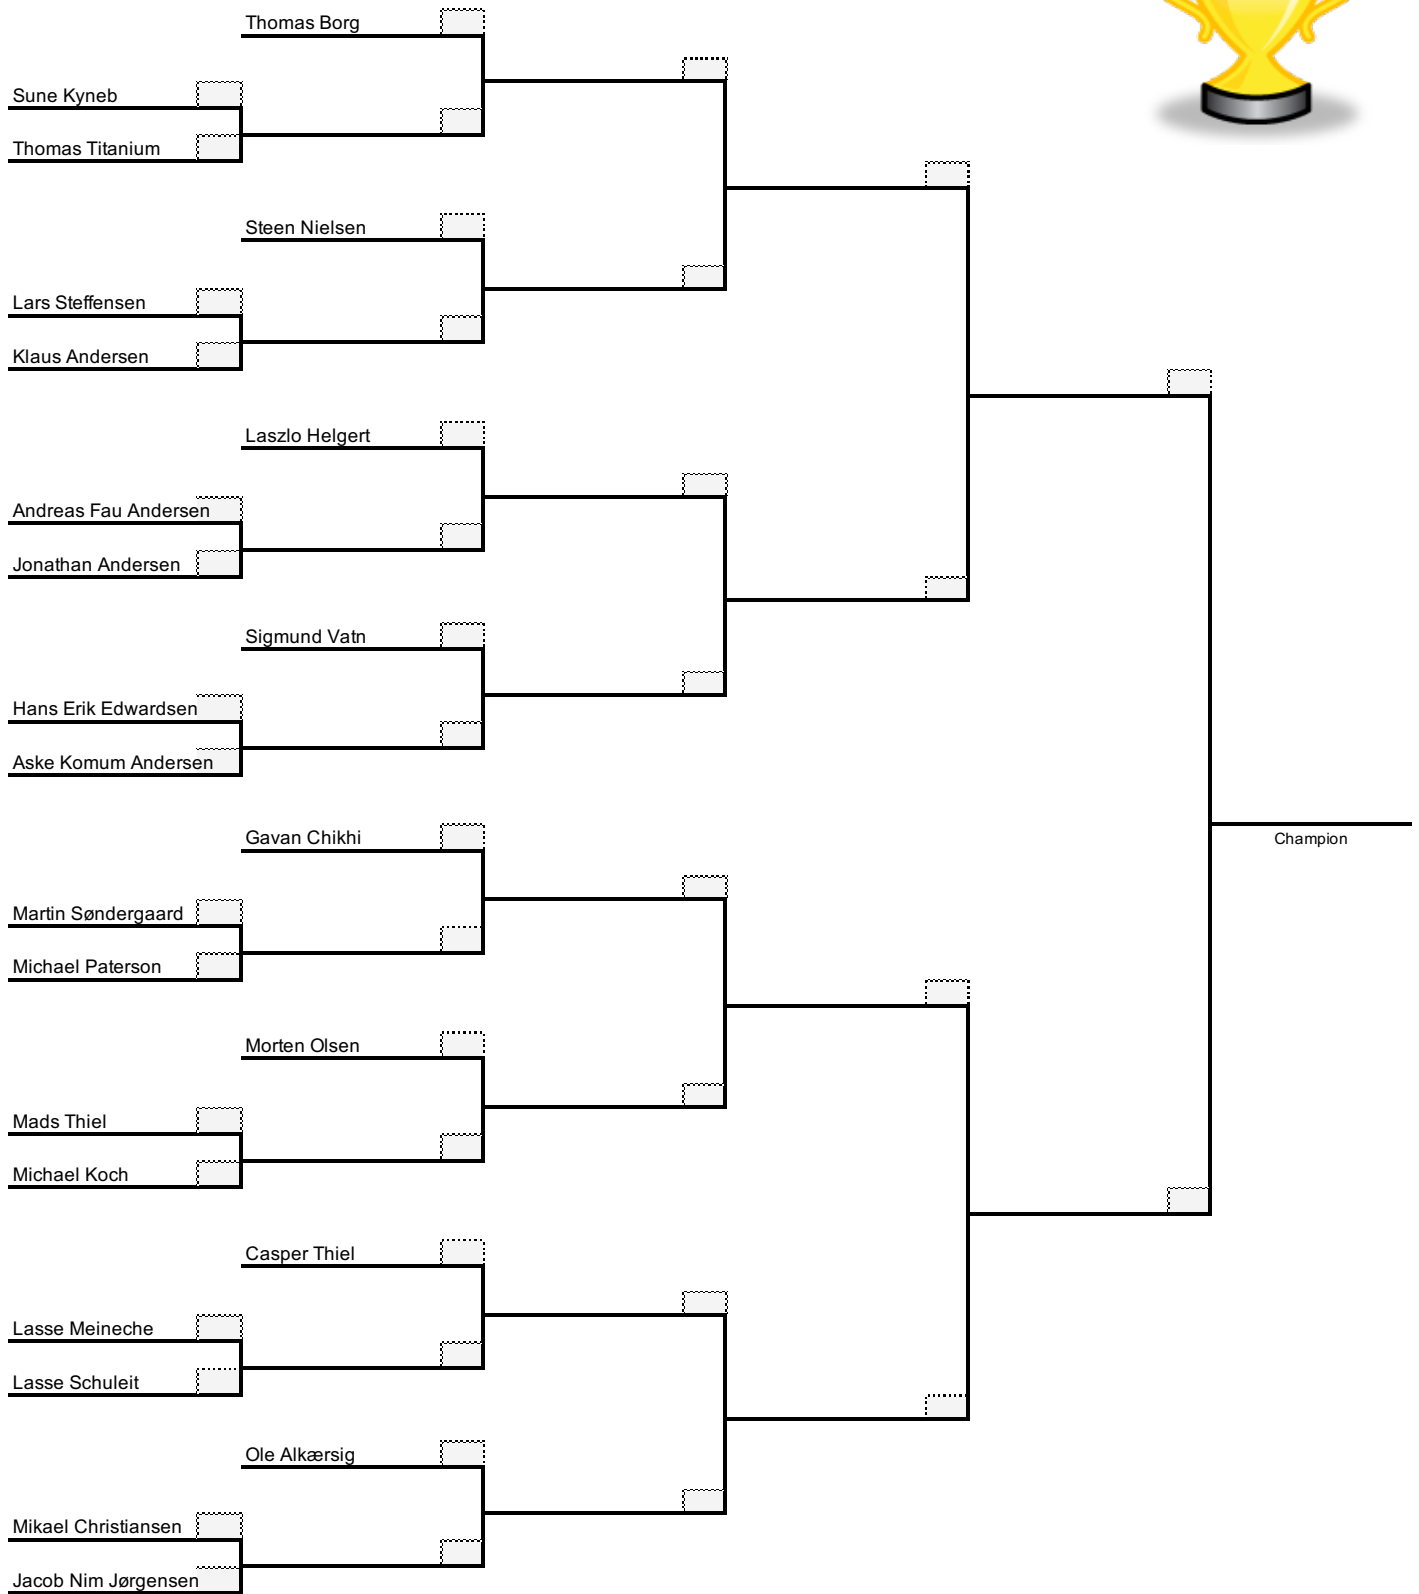 Thomas Borg
Sune Kyneb
Thomas Titanium
Steen Nielsen
Lars Steffensen
Klaus Andersen
Laszlo Helgert
Andreas Fau Andersen
Jonathan Andersen
Sigmund Vatn
Hans Erik Edwardsen
Aske Komum Andersen
Gavan Chikhi
Champion
Martin Søndergaard
Michael Paterson
Morten Olsen
Mads Thiel
Michael Koch
Casper Thiel
Lasse Meineche
Lasse Schuleit
Ole Alkærsig
Mikael Christiansen
Jacob Nim Jørgensen